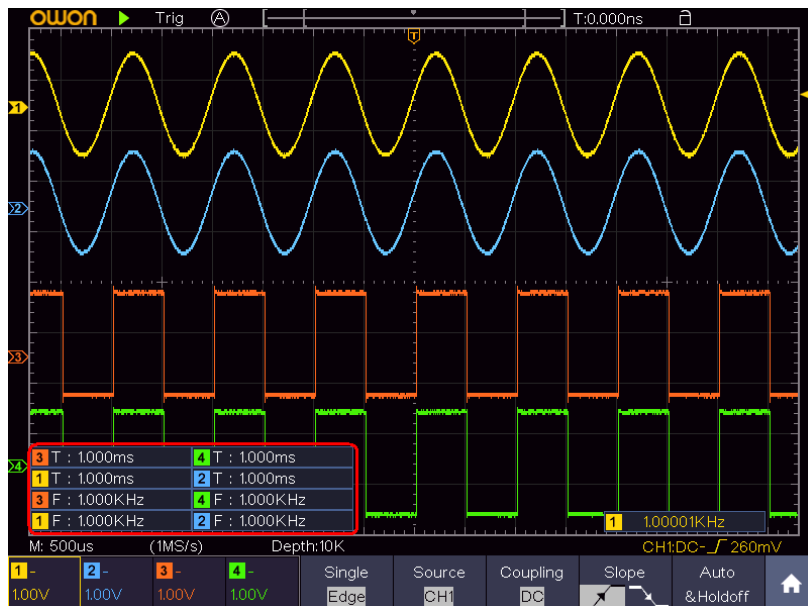 OWON Trig A T:0.000ns
T
1
2
3
4
3 T : 1.000ms 4 T : 1.000ms
1 T : 1.000ms 2 T : 1.000ms
3 F : 1.000KHz 4 F : 1.000KHz
1 F : 1.000KHz 2 F : 1.000KHz
1 1.00001KHz
M: 500us (1MS/s) Depth:10K CH1:DC- 260mV
1 - 2 - 3 - 4 - Single Source Coupling Slope Auto
1.00V 1.00V 1.00V 1.00V Edge CH1 DC &Holdoff